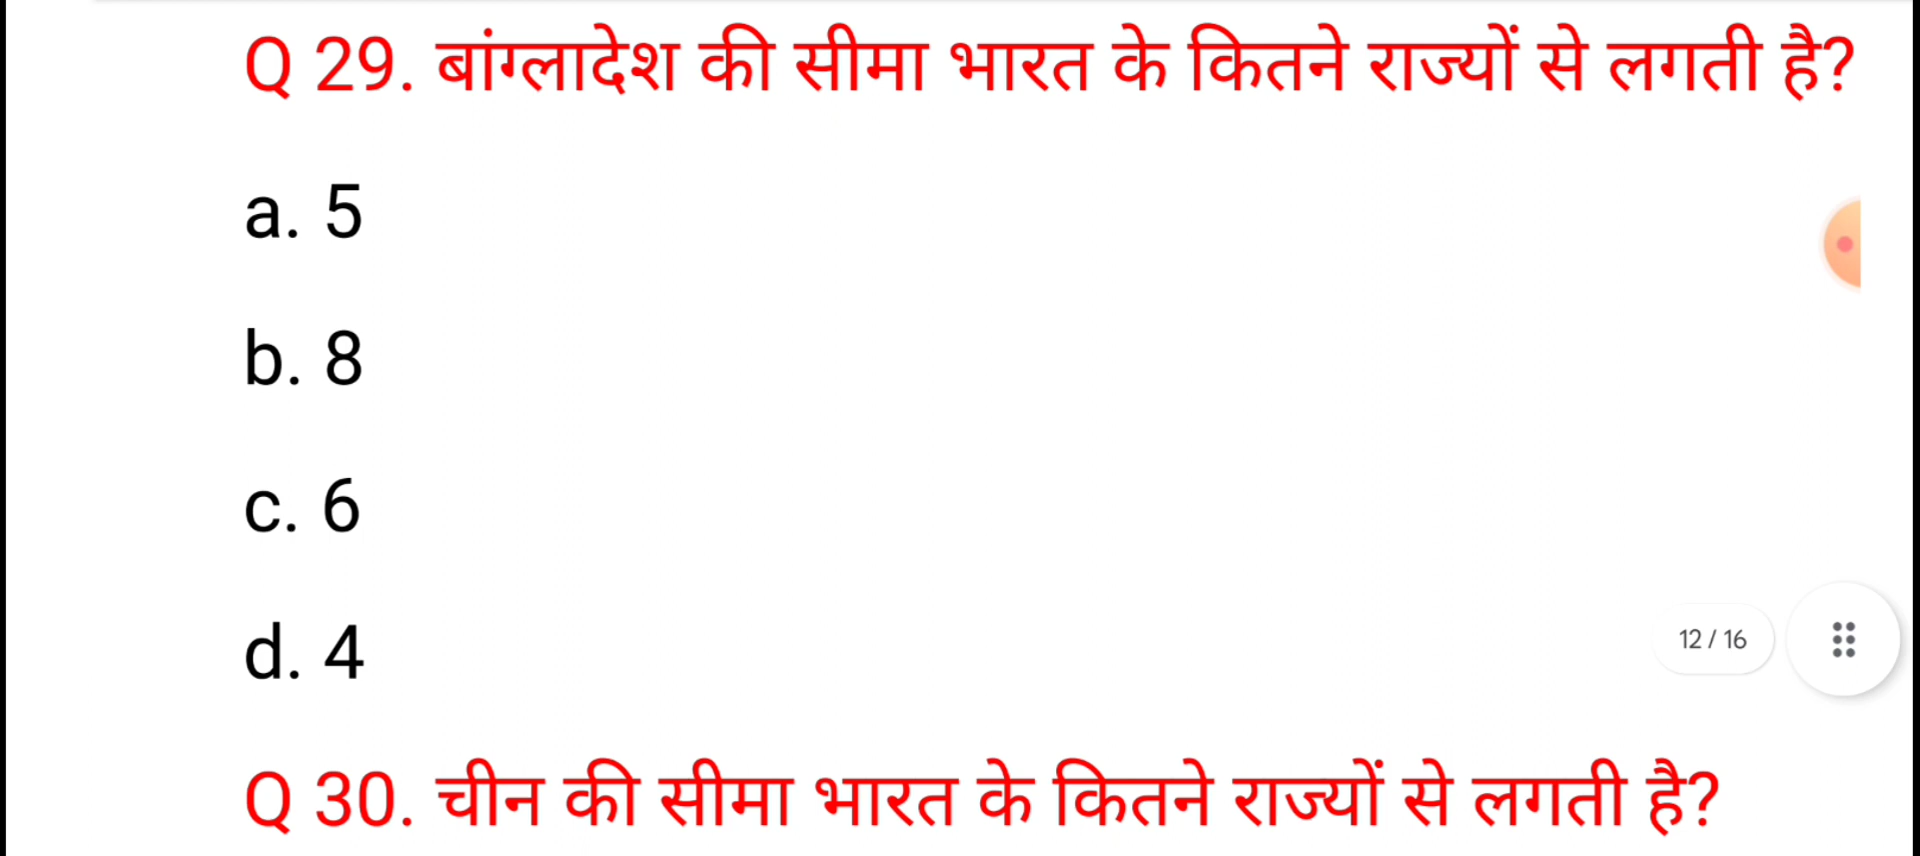 Q 29. बांग्लादेश की सीमा भारत के कितने राज्यों से लगती है?
a. 5
b. 8
c. 6
d. 4
12 / 16
Q 30. चीन की सीमा भारत के कितने राज्यों से लगती है?